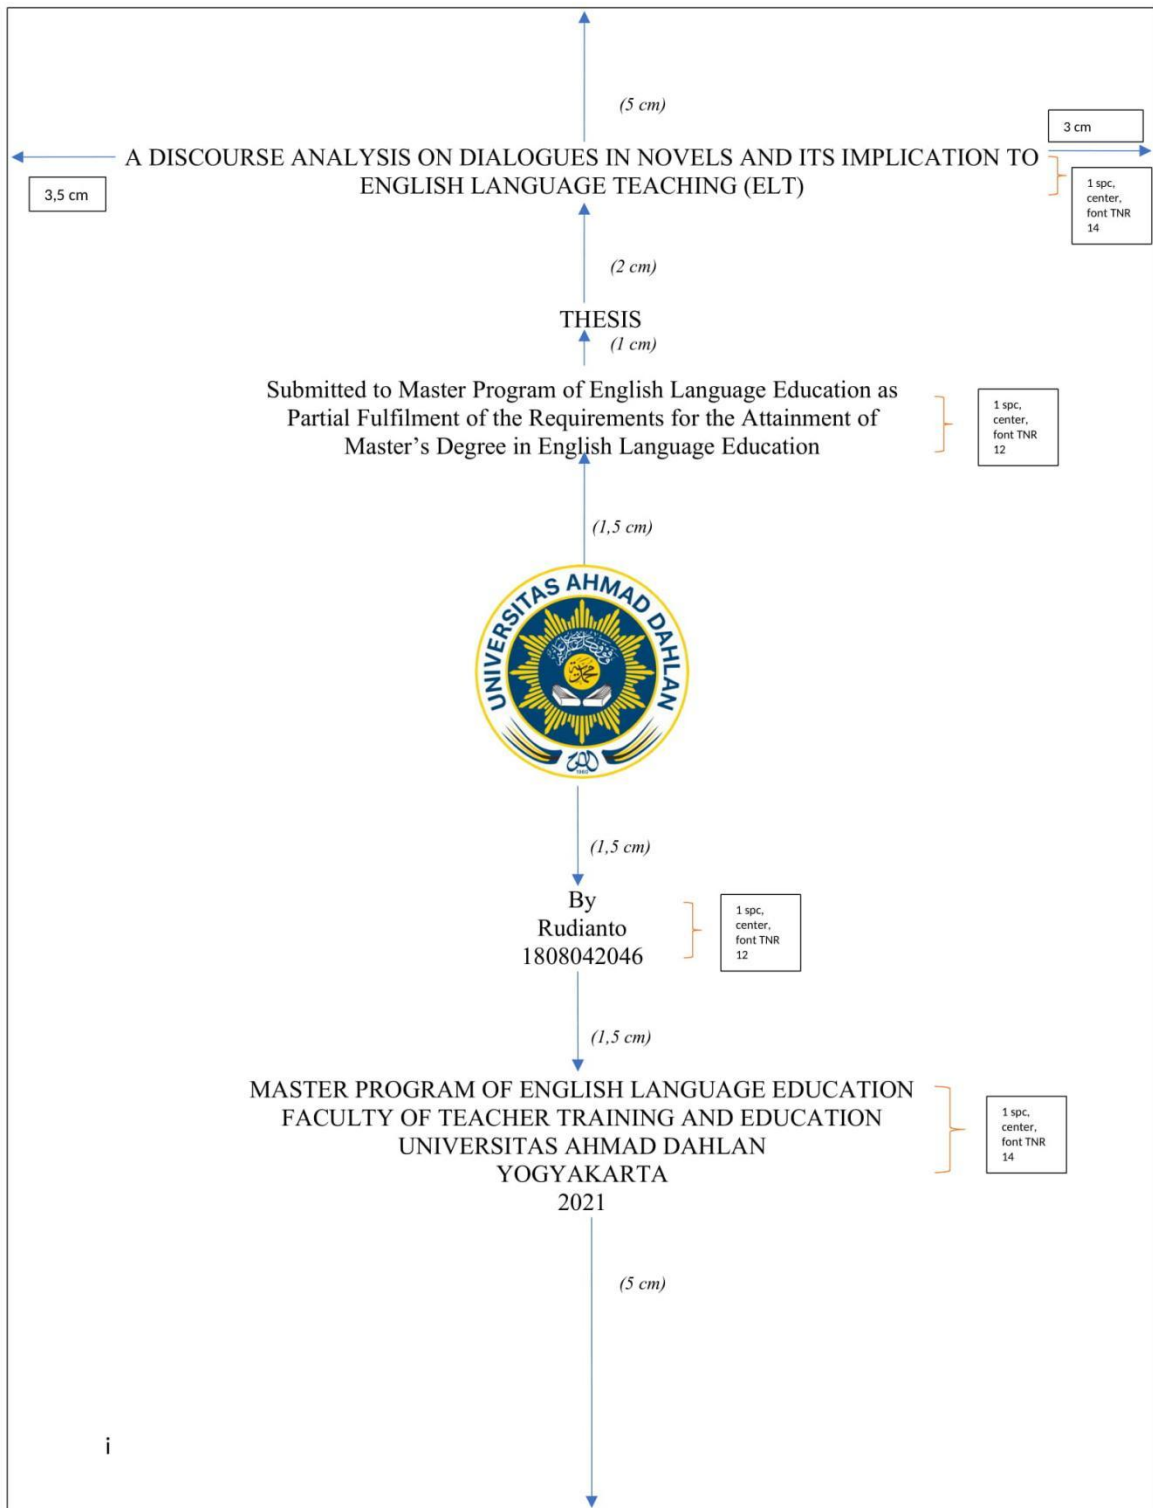 (5 cm)
3 cm
A DISCOURSE ANALYSIS ON DIALOGUES IN NOVELS AND ITS IMPLICATION TO
ENGLISH LANGUAGE TEACHING (ELT)
3,5 cm
1 spc,
center,
font TNR
14
(2 cm)
THESIS
(1 cm)
Submitted to Master Program of English Language Education as
Partial Fulfilment of the Requirements for the Attainment of
Master’s Degree in English Language Education
1 spc,
center,
font TNR
12
(1,5 cm)
UNIVERSITAS AHMAD DAHLAN
1960
(1,5 cm)
By
Rudianto
1808042046
1 spc,
center,
font TNR
12
(1,5 cm)
MASTER PROGRAM OF ENGLISH LANGUAGE EDUCATION
FACULTY OF TEACHER TRAINING AND EDUCATION
UNIVERSITAS AHMAD DAHLAN
YOGYAKARTA
2021
1 spc,
center,
font TNR
14
(5 cm)
i